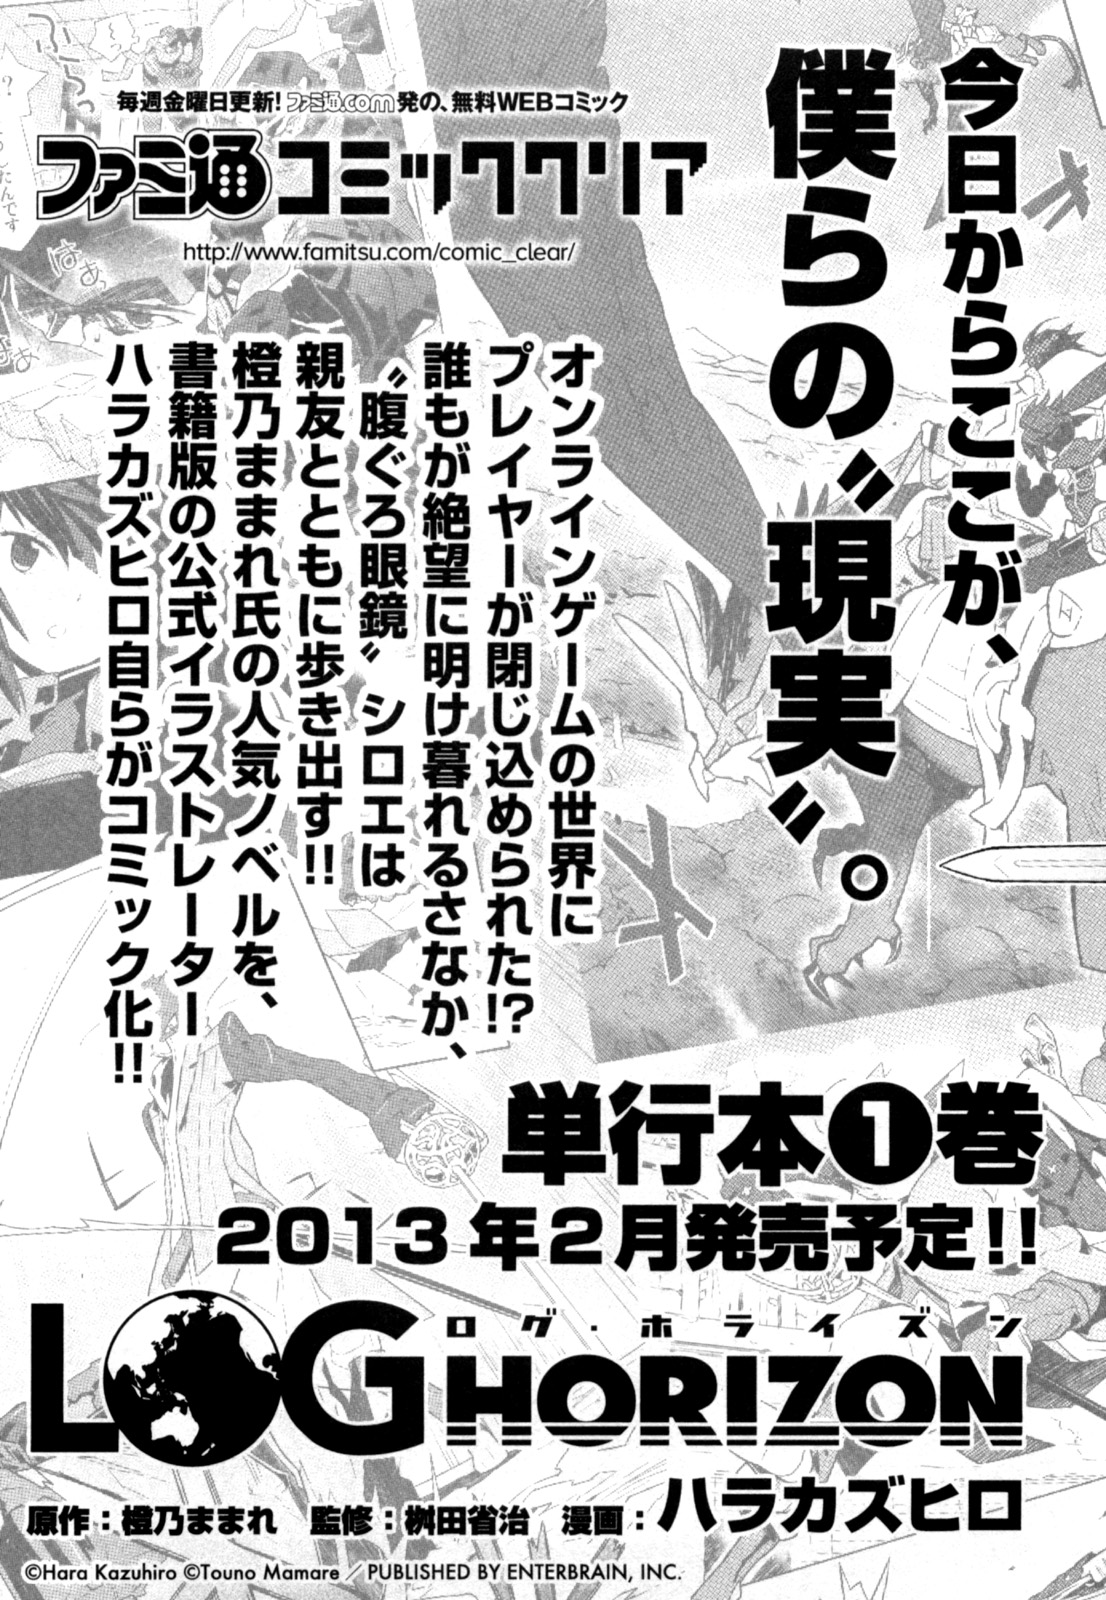 今日からここが、
僕らの〝現実〟。
毎週金曜日更新!ファミ通.com発の、無料WEBコミック
ファミ通コミッククリア
http://www.famitsu.com/comic_clear/
オンラインゲームの世界に
プレイヤーが閉じ込められた!?
誰もが絶望に明け暮れるさなか、
〝腹ぐろ眼鏡〟シロエは
親友とともに歩き出す!!
橙乃ままれ氏の人気ノベルを、
書籍版の公式イラストレーター
ハラカズヒロ自らがコミック化!!
単行本❶巻
2013年2月発売予定!!
ログ・ホライズン
LOG HORIZON
原作:橙乃ままれ 監修:桝田省治 漫画:ハラカズヒロ
©Hara Kazuhiro ©Touno Mamare / PUBLISHED BY ENTERBRAIN, INC.
はぁっ